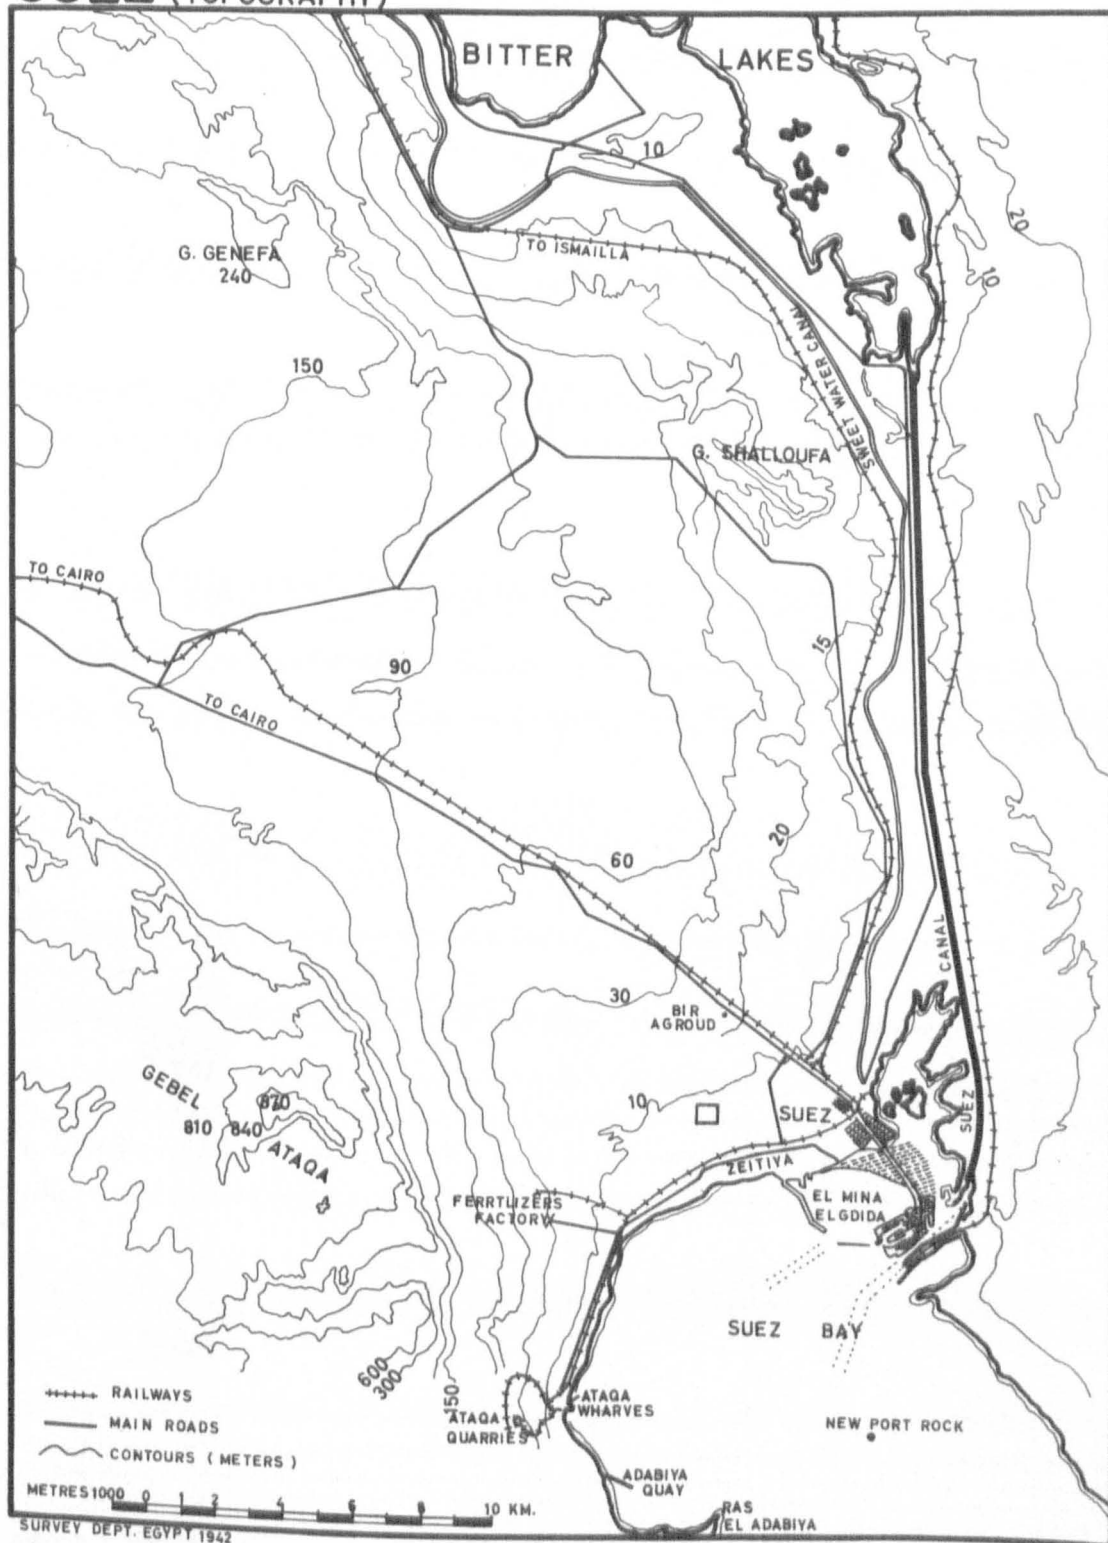 SUEZ (TOPOGRAPHY)
BITTER LAKES
10
20
10
TO ISMAILLA
G. GENEFA
240
SWEET WATER CANAL
150
G. SHALLOUFA
TO CAIRO
15
90
TO CAIRO
20
60
CANAL
30
BIR
AGROUD
GEBEL
870
810 840
ATAQA
10
SUEZ
SUEZ
ZEITIYA
EL MINA
ELGDIDA
FERRTLIZERS
FACTORY
SUEZ BAY
600
300
150
RAILWAYS
MAIN ROADS
CONTOURS ( METERS )
ATAQA
WHARVES
ATAQA
QUARRIES
NEW PORT ROCK
ADABIYA
QUAY
RAS
EL ADABIYA
METRES 1000 0 1 2 4 6 8 10 KM.
SURVEY DEPT. EGYPT 1942